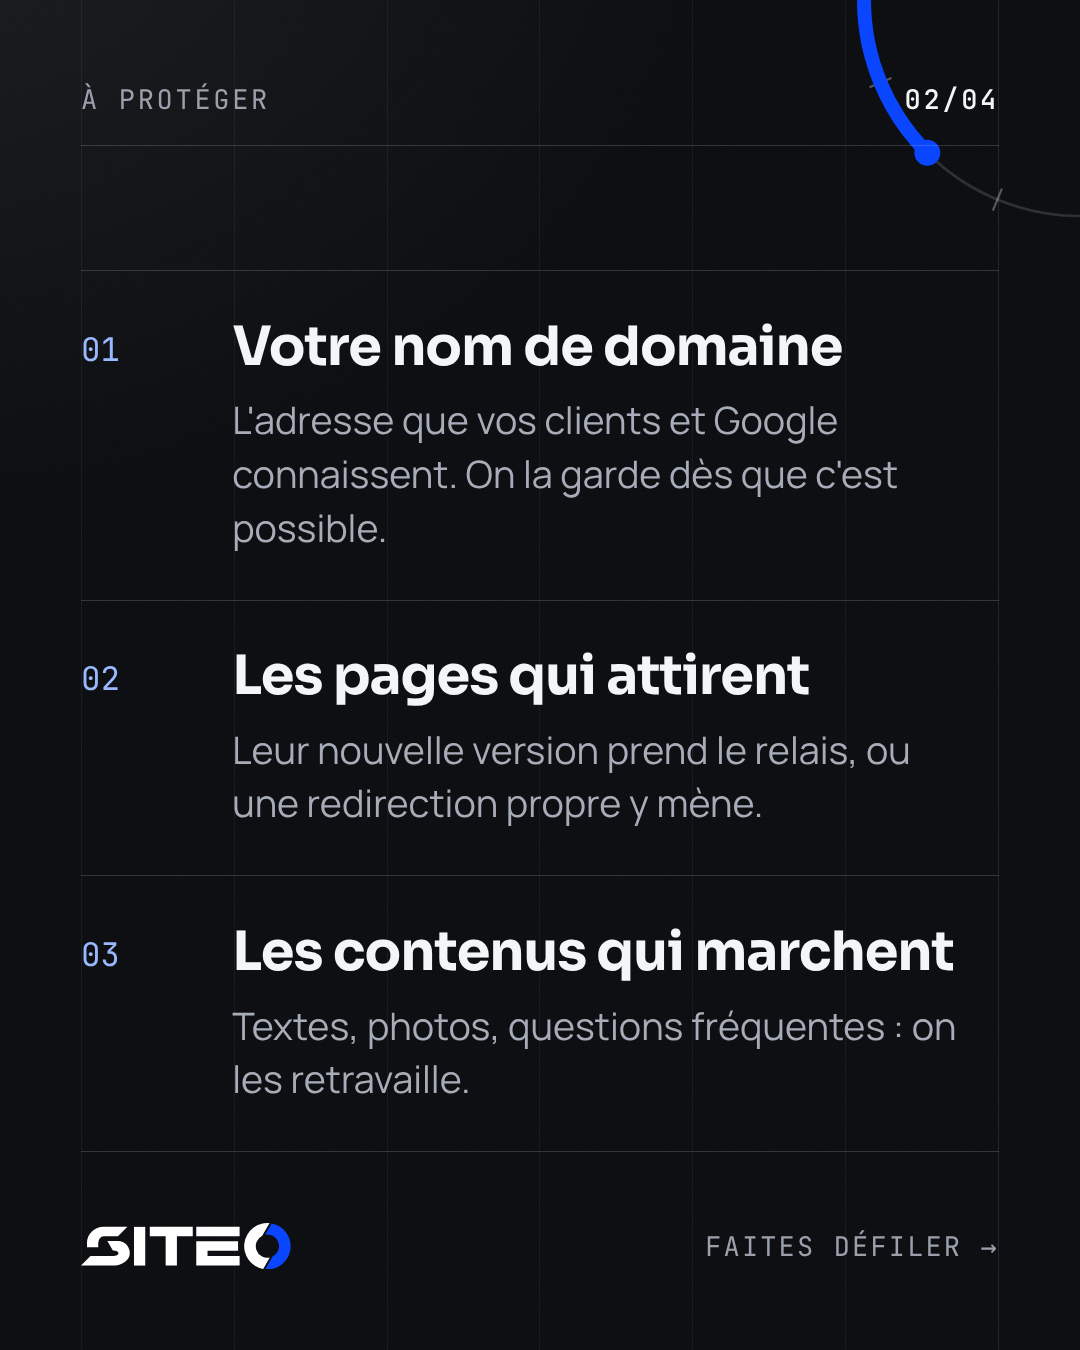 À PROTÉGER
02/04
01
Votre nom de domaine
L'adresse que vos clients et Google
connaissent. On la garde dès que c'est
possible.
02
Les pages qui attirent
Leur nouvelle version prend le relais, ou
une redirection propre y mène.
03
Les contenus qui marchent
Textes, photos, questions fréquentes : on
les retravaille.
SITEO
FAITES DÉFILER →